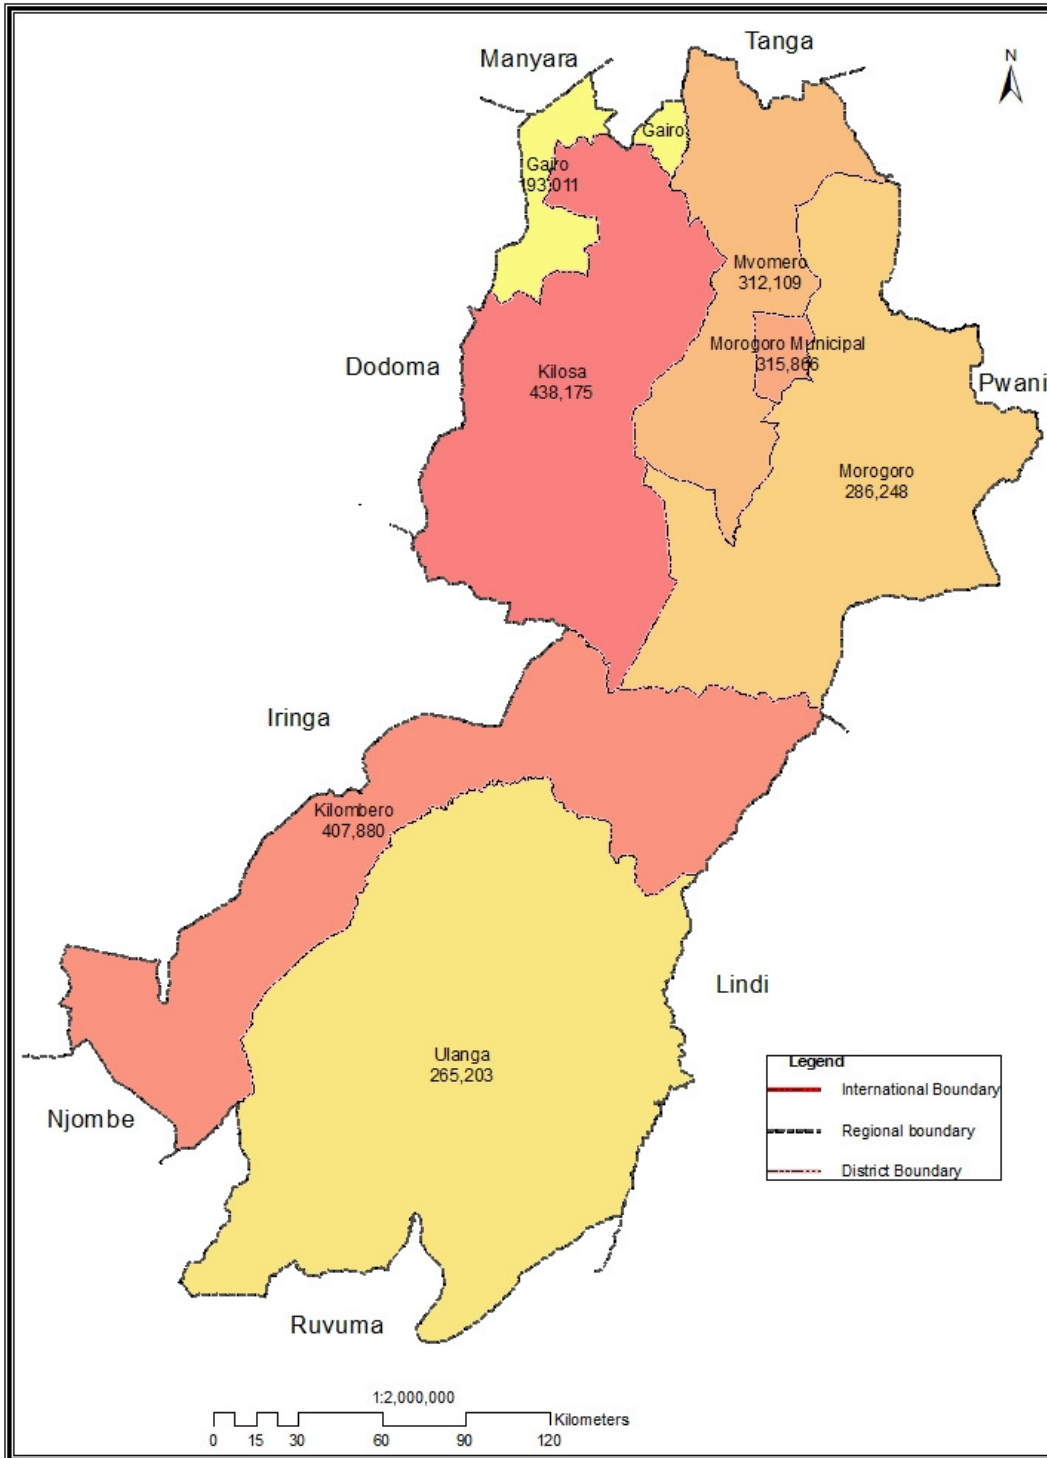 Tanga
Manyara
N
Gairo
Gairo
193,011
Mvomero
312,109
Morogoro Municipal
315,866
Dodoma
Kilosa
438,175
Pwani
Morogoro
286,248
Iringa
Kilombero
407,880
Lindi
Ulanga
265,203
Legend
International Boundary
Regional boundary
District Boundary
Njombe
Ruvuma
1:2,000,000
Kilometers
0 15 30 60 90 120